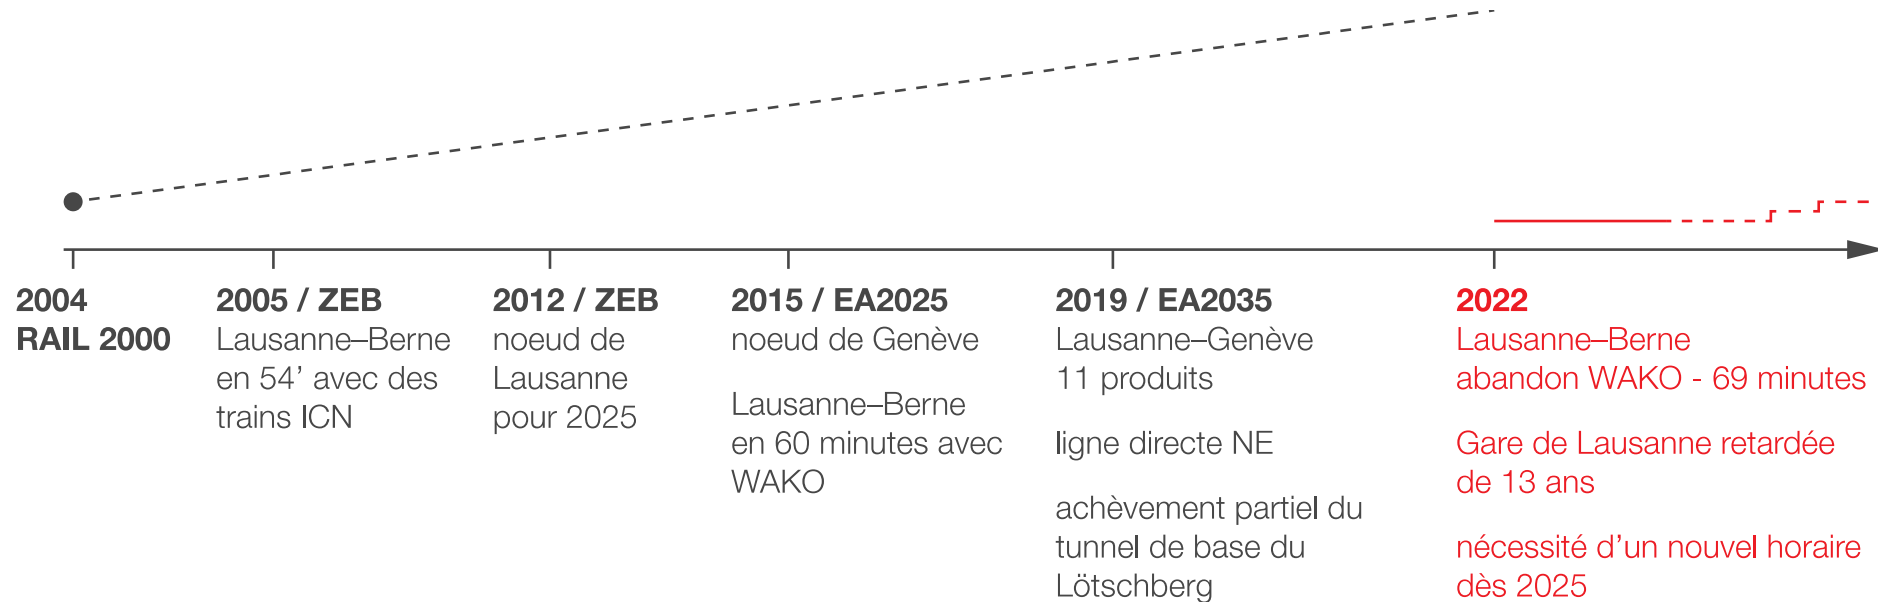 2004
RAIL 2000
2005 / ZEB
Lausanne–Berne
en 54’ avec des
trains ICN
2012 / ZEB
noeud de
Lausanne
pour 2025
2015 / EA2025
noeud de Genève
Lausanne–Berne
en 60 minutes avec
WAKO
2019 / EA2035
Lausanne–Genève
11 produits
ligne directe NE
achèvement partiel du
tunnel de base du
Lötschberg
2022
Lausanne–Berne
abandon WAKO - 69 minutes
Gare de Lausanne retardée
de 13 ans
nécessité d’un nouvel horaire
dès 2025